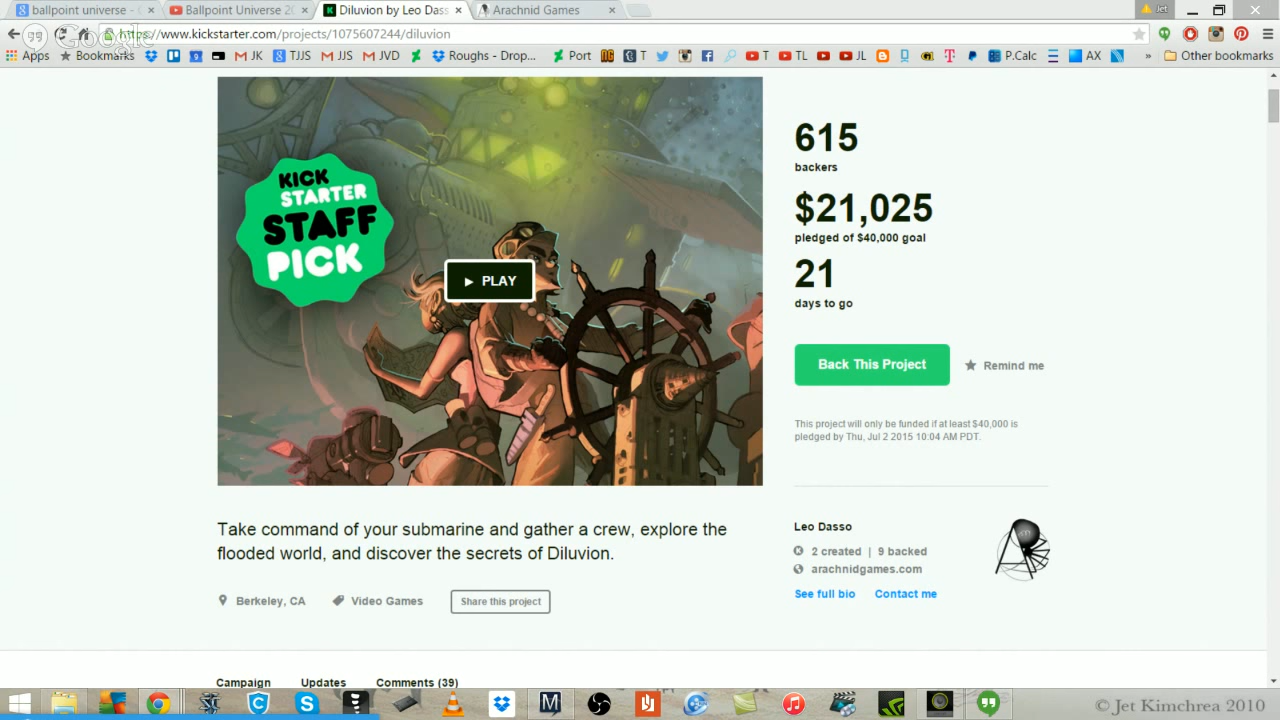 ballpoint universe -
Ballpoint Universe 20
Diluvion by Leo Dass
Arachnid Games
Jet
Google
https://www.kickstarter.com/projects/1075607244/diluvion
Apps
Bookmarks
JK
TJS
JJS
JVD
Roughs - Drop...
Port
T
T
TL
JL
P.Calc
AX
»
Other bookmarks
KICK
STARTER
STAFF
PICK
PLAY
615
backers
$21,025
pledged of $40,000 goal
21
days to go
Back This Project
Remind me
This project will only be funded if at least $40,000 is
pledged by Thu, Jul 2 2015 10:04 AM PDT.
Take command of your submarine and gather a crew, explore the
flooded world, and discover the secrets of Diluvion.
Leo Dasso
2 created | 9 backed
arachnidgames.com
See full bio Contact me
Berkeley, CA
Video Games
Share this project
Campaign
Updates
Comments (39)
© Jet Kimchrea 2010